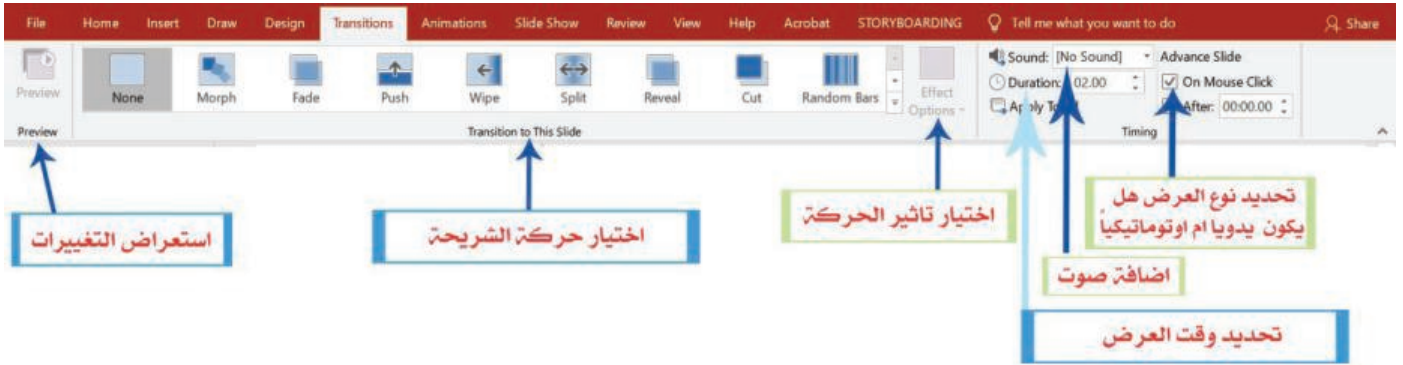 File Home Insert Draw Design Transitions Animations Slide Show Review View Help Acrobat STORYBOARDING Tell me what you want to do Share
Sound: [No Sound] Advance Slide
Duration: 02.00 On Mouse Click
Apply To After: 00:00.00
Preview
None Morph Fade Push Wipe Split Reveal Cut Random Bars
Effect
Options
Preview Transition to This Slide Timing
استعراض التغييرات
اختيار حركة الشريحة
اختيار تاثير الحركة
تحديد نوع العرض هل
يكون يدويا ام اوتوماتيكياً
اضافة صوت
تحديد وقت العرض